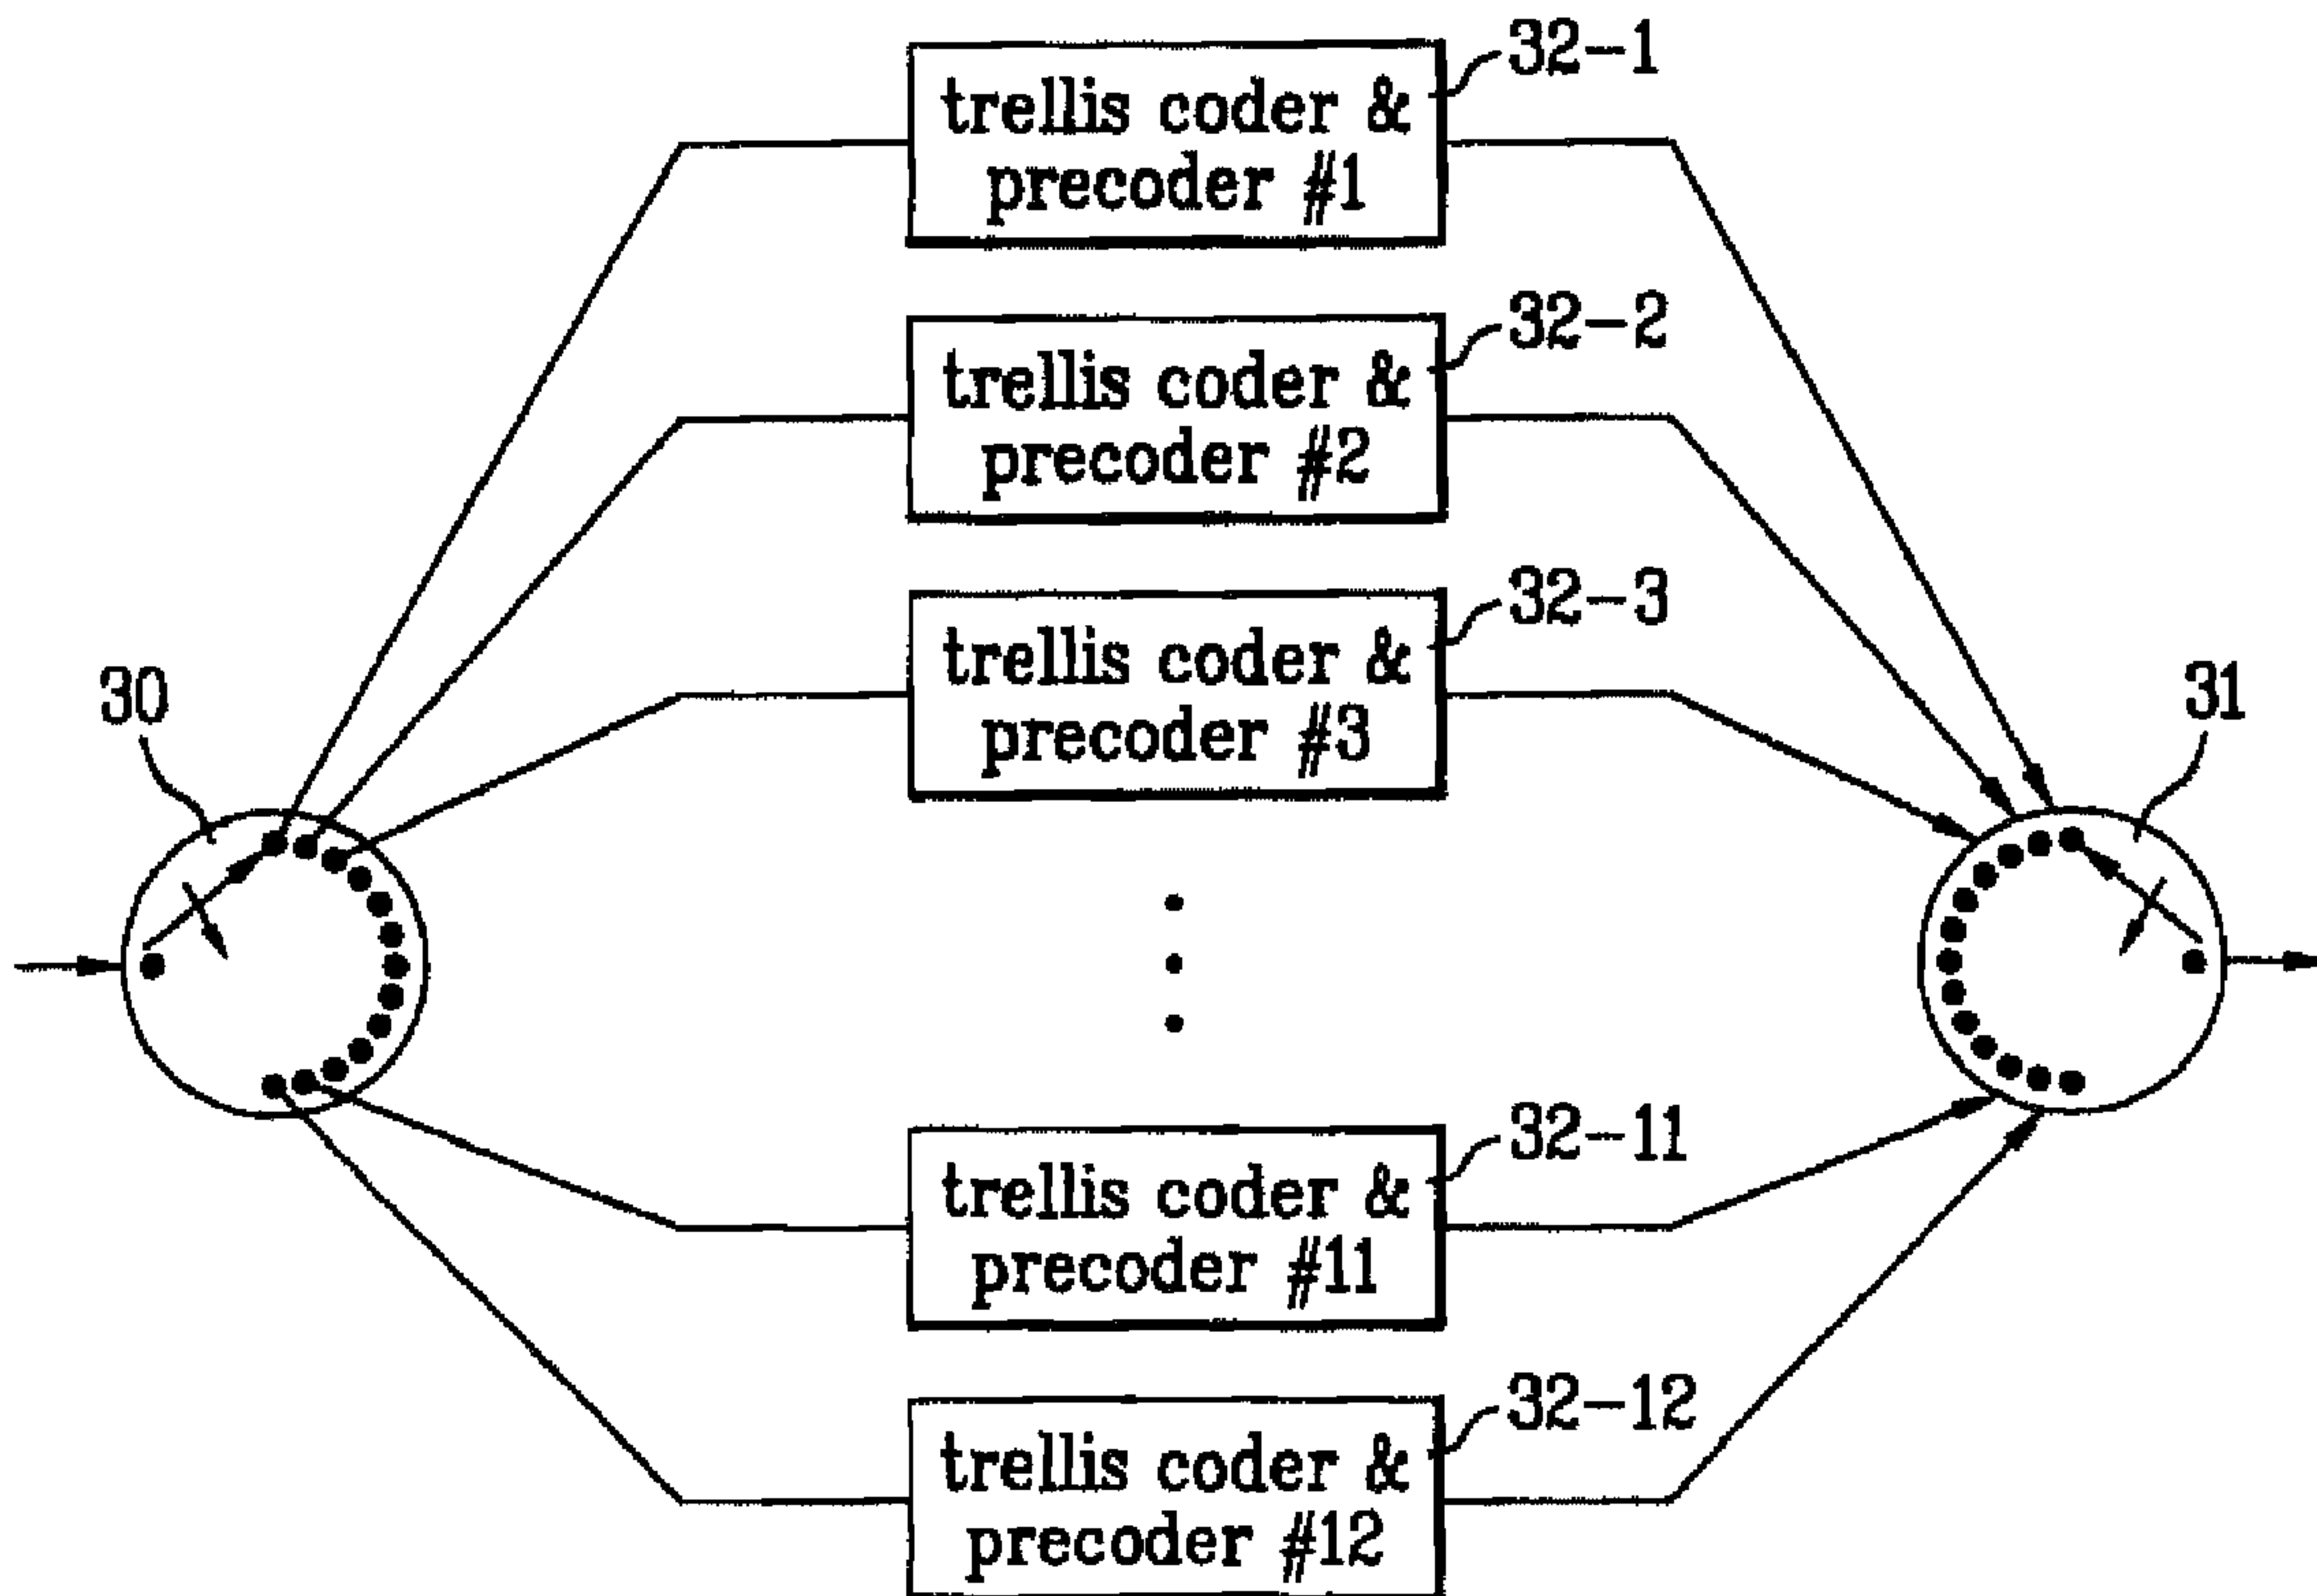 32-1
trellis coder &
precoder #1
32-2
trellis coder &
precoder #2
32-3
trellis coder &
precoder #3
30
31
32-11
trellis coder &
precoder #11
32-12
trellis coder &
precoder #12